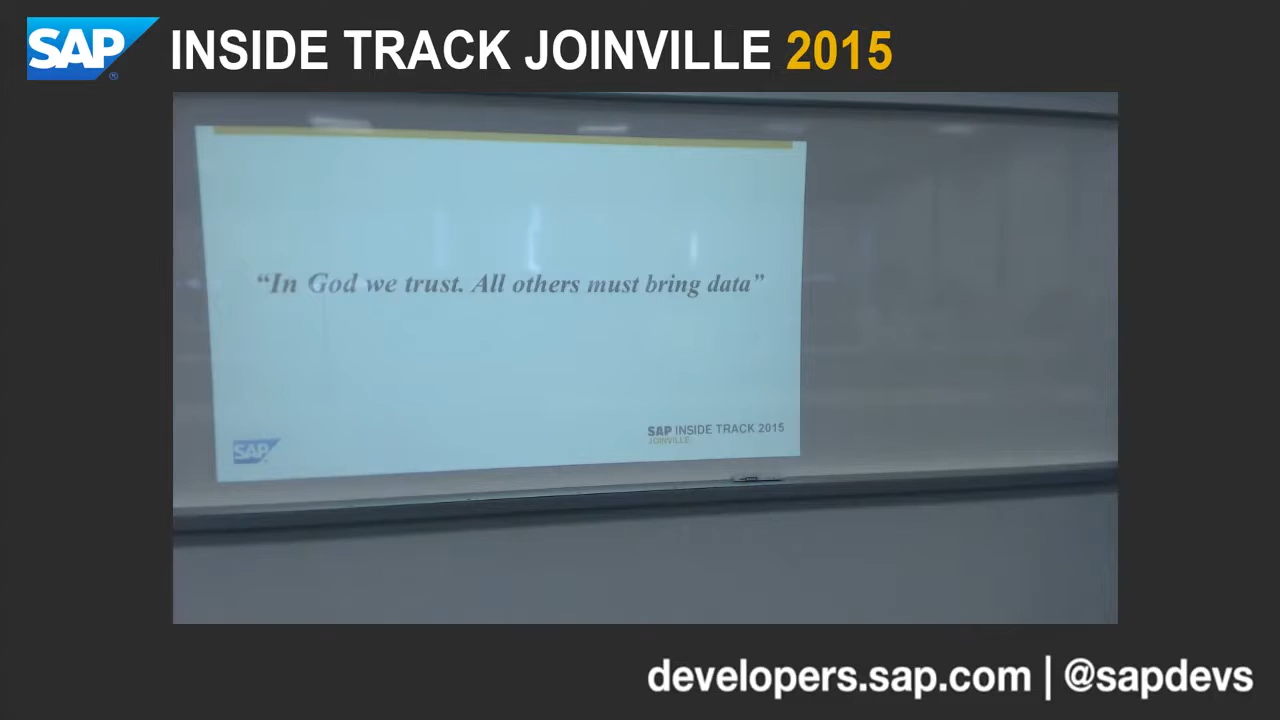 SAP
INSIDE TRACK JOINVILLE 2015
“In God we trust. All others must bring data”
SAP
SAP INSIDE TRACK 2015
JOINVILLE
developers.sap.com | @sapdevs